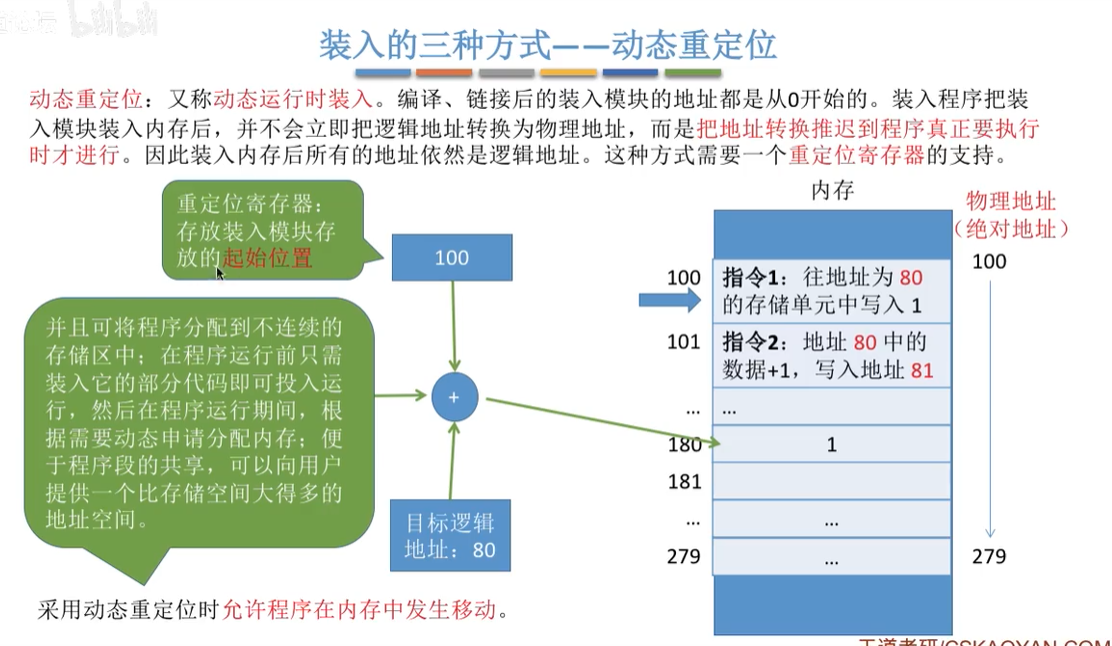 bilibili
装入的三种方式——动态重定位
动态重定位：又称动态运行时装入。编译、链接后的装入模块的地址都是从0开始的。装入程序把装
入模块装入内存后，并不会立即把逻辑地址转换为物理地址，而是把地址转换推迟到程序真正要执行
时才进行。因此装入内存后所有的地址依然是逻辑地址。这种方式需要一个重定位寄存器的支持。
重定位寄存器：
存放装入模块存
放的起始位置
100
并且可将程序分配到不连续的
存储区中；在程序运行前只需
装入它的部分代码即可投入运
行，然后在程序运行期间，根
据需要动态申请分配内存；便
于程序段的共享，可以向用户
提供一个比存储空间大得多的
地址空间。
+
目标逻辑
地址：80
采用动态重定位时允许程序在内存中发生移动。
内存
100
指令1：往地址为 80
的存储单元中写入 1
101
指令2：地址 80 中的
数据+1，写入地址 81
... ...
180 1
181
... ...
279 ...
物理地址
（绝对地址）
100
279
王道考研/CSKAOYAN.COM